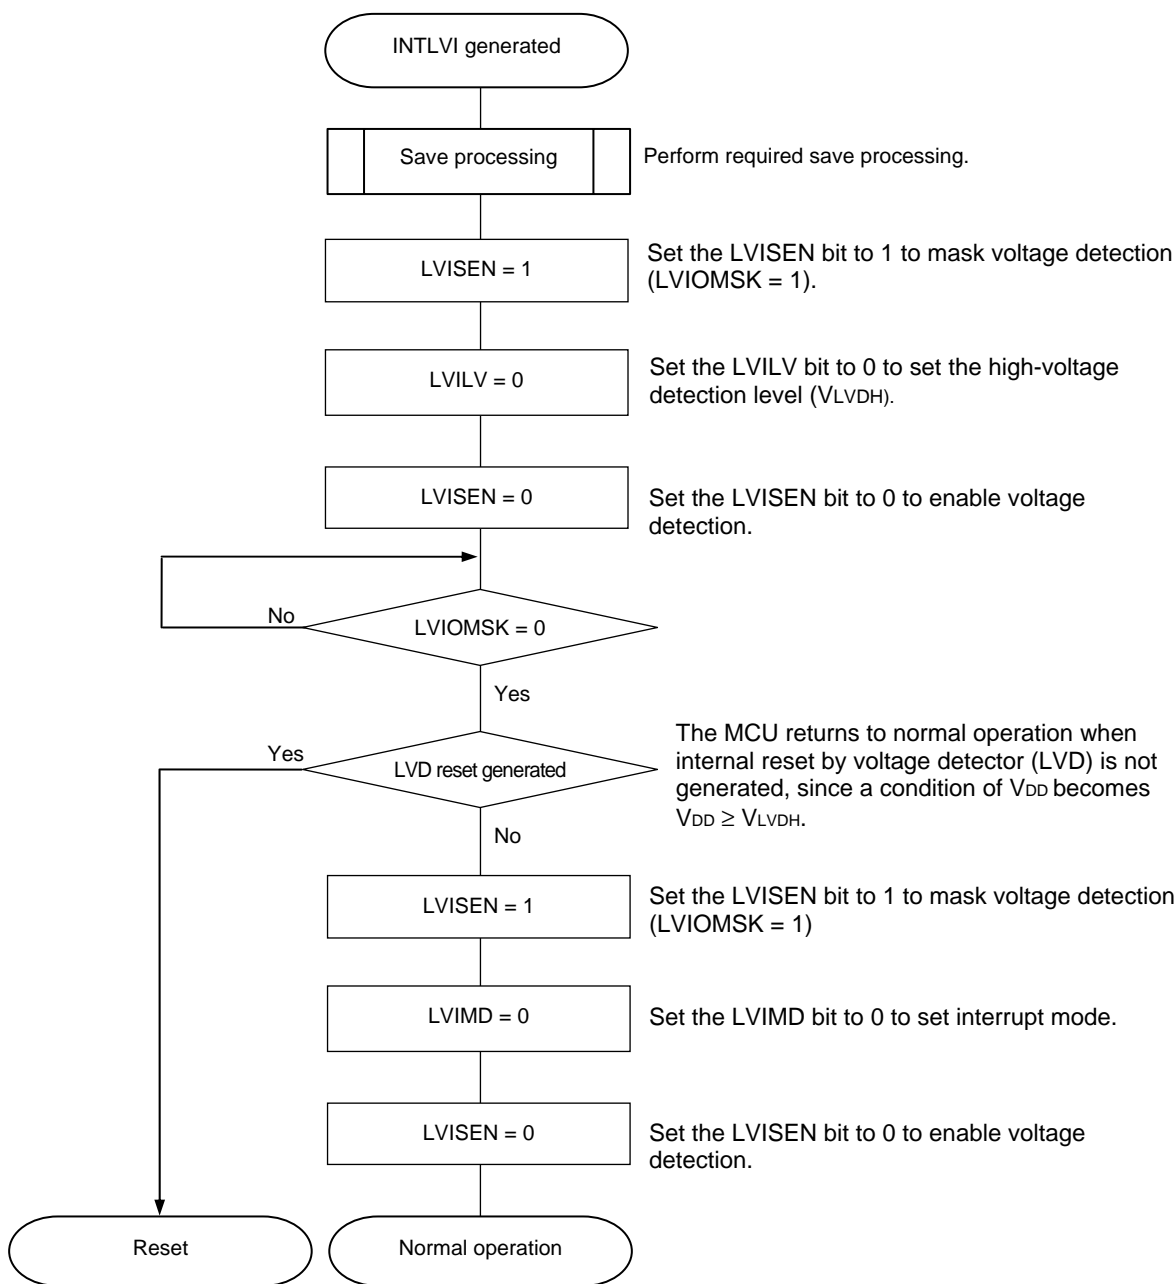 INTLVI generated
Save processing
Perform required save processing.
LVISEN = 1
Set the LVISEN bit to 1 to mask voltage detection
(LVIOMSK = 1).
LVILV = 0
Set the LVILV bit to 0 to set the high-voltage
detection level (VLVDH).
LVISEN = 0
Set the LVISEN bit to 0 to enable voltage
detection.
No
LVIOMSK = 0
Yes
Yes
LVD reset generated
The MCU returns to normal operation when
internal reset by voltage detector (LVD) is not
generated, since a condition of VDD becomes
VDD ≥ VLVDH.
No
LVISEN = 1
Set the LVISEN bit to 1 to mask voltage detection
(LVIOMSK = 1)
LVIMD = 0
Set the LVIMD bit to 0 to set interrupt mode.
LVISEN = 0
Set the LVISEN bit to 0 to enable voltage
detection.
Reset
Normal operation